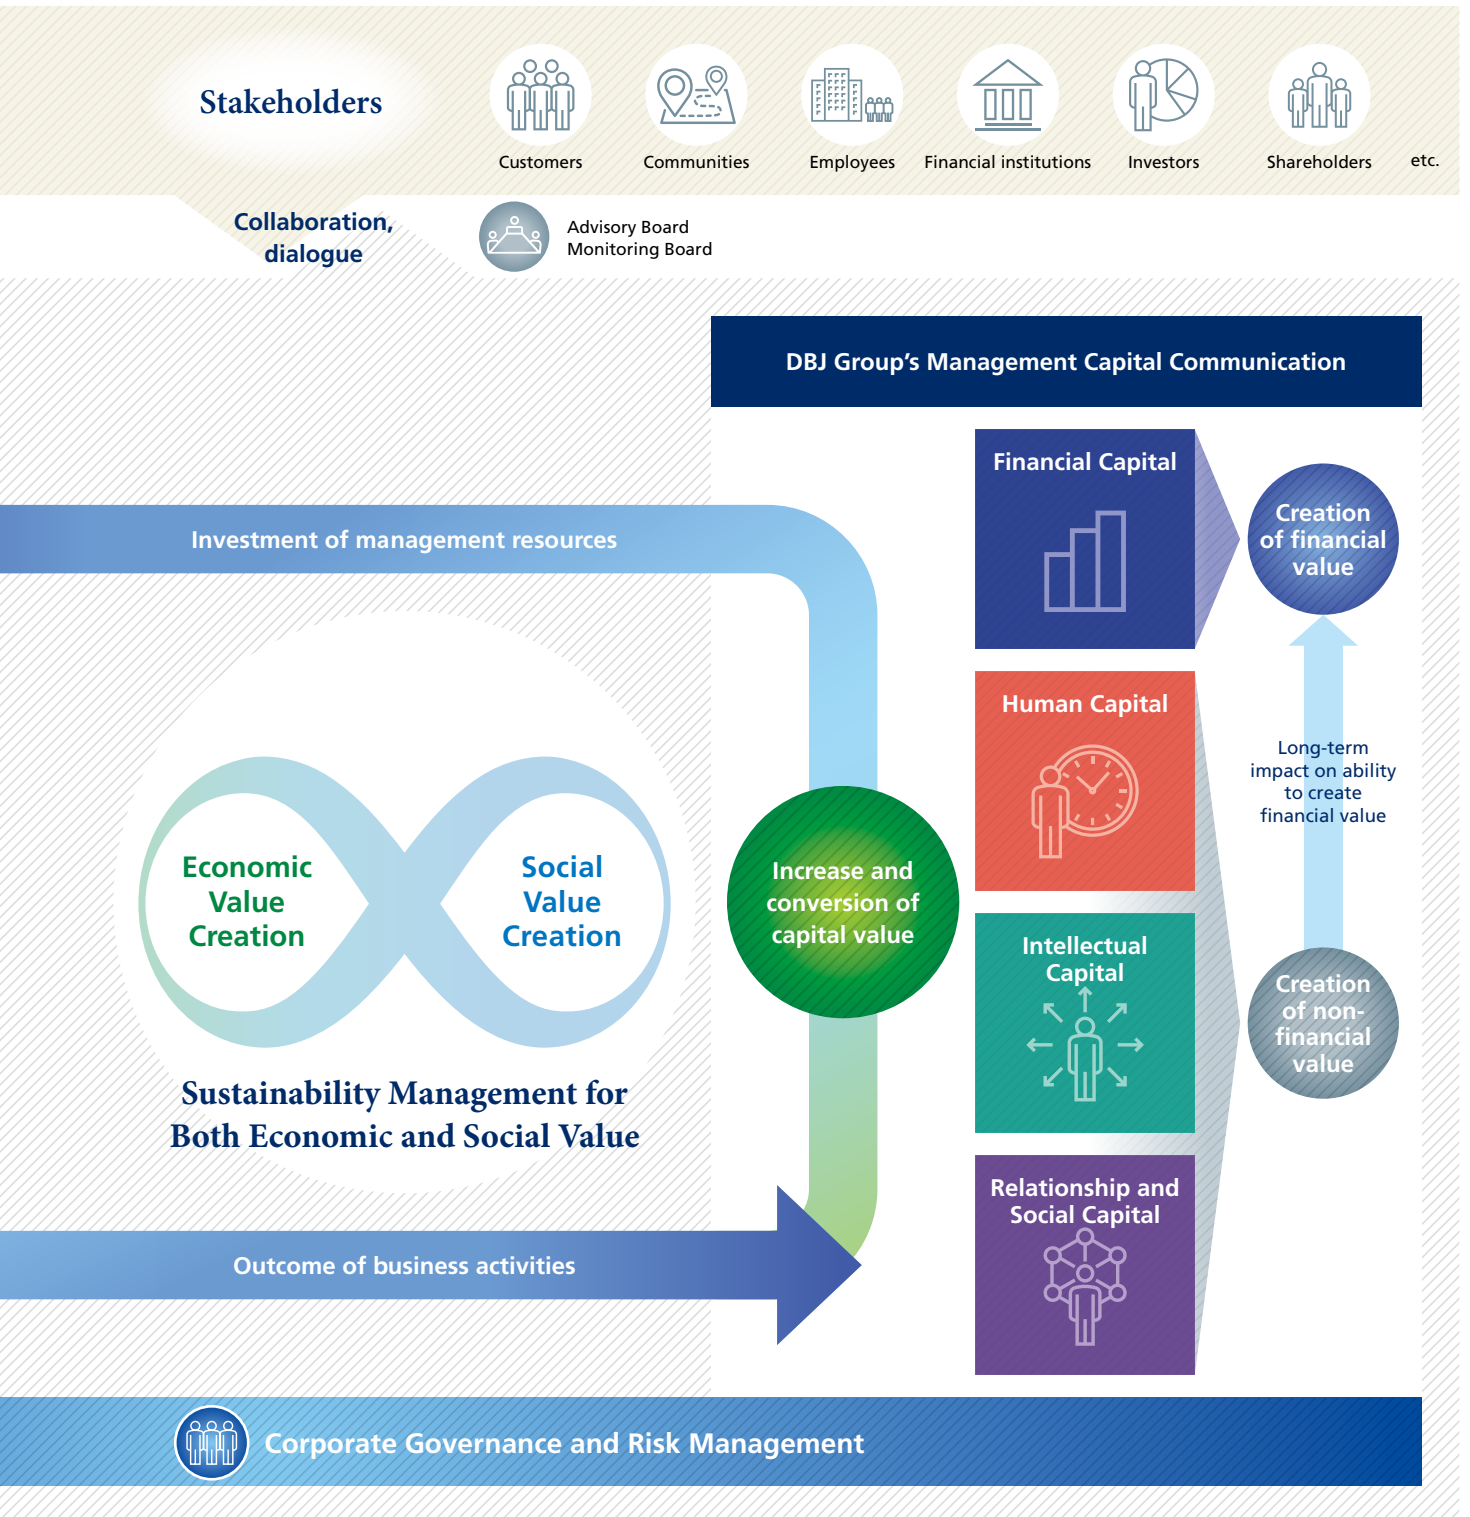 Stakeholders
Customers
Communities
Employees
Financial institutions
Investors
Shareholders
etc.
Collaboration,
dialogue
Advisory Board
Monitoring Board
DBJ Group’s Management Capital Communication
Investment of management resources
Financial Capital
Creation
of financial
value
Human Capital
Long-term
impact on ability
to create
financial value
Economic
Value
Creation
Social
Value
Creation
Increase and
conversion of
capital value
Intellectual
Capital
Creation
of non-
financial
value
Sustainability Management for
Both Economic and Social Value
Relationship and
Social Capital
Outcome of business activities
Corporate Governance and Risk Management